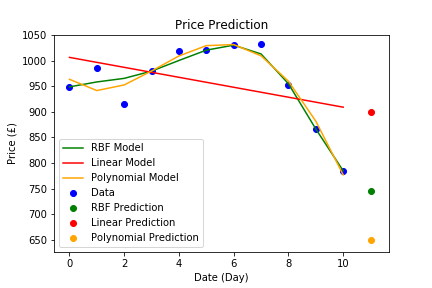 Price Prediction
1050
1000
950
900
850
800
750
700
650
Price (£)
RBF Model
Linear Model
Polynomial Model
Data
RBF Prediction
Linear Prediction
Polynomial Prediction
0 2 4 6 8 10
Date (Day)